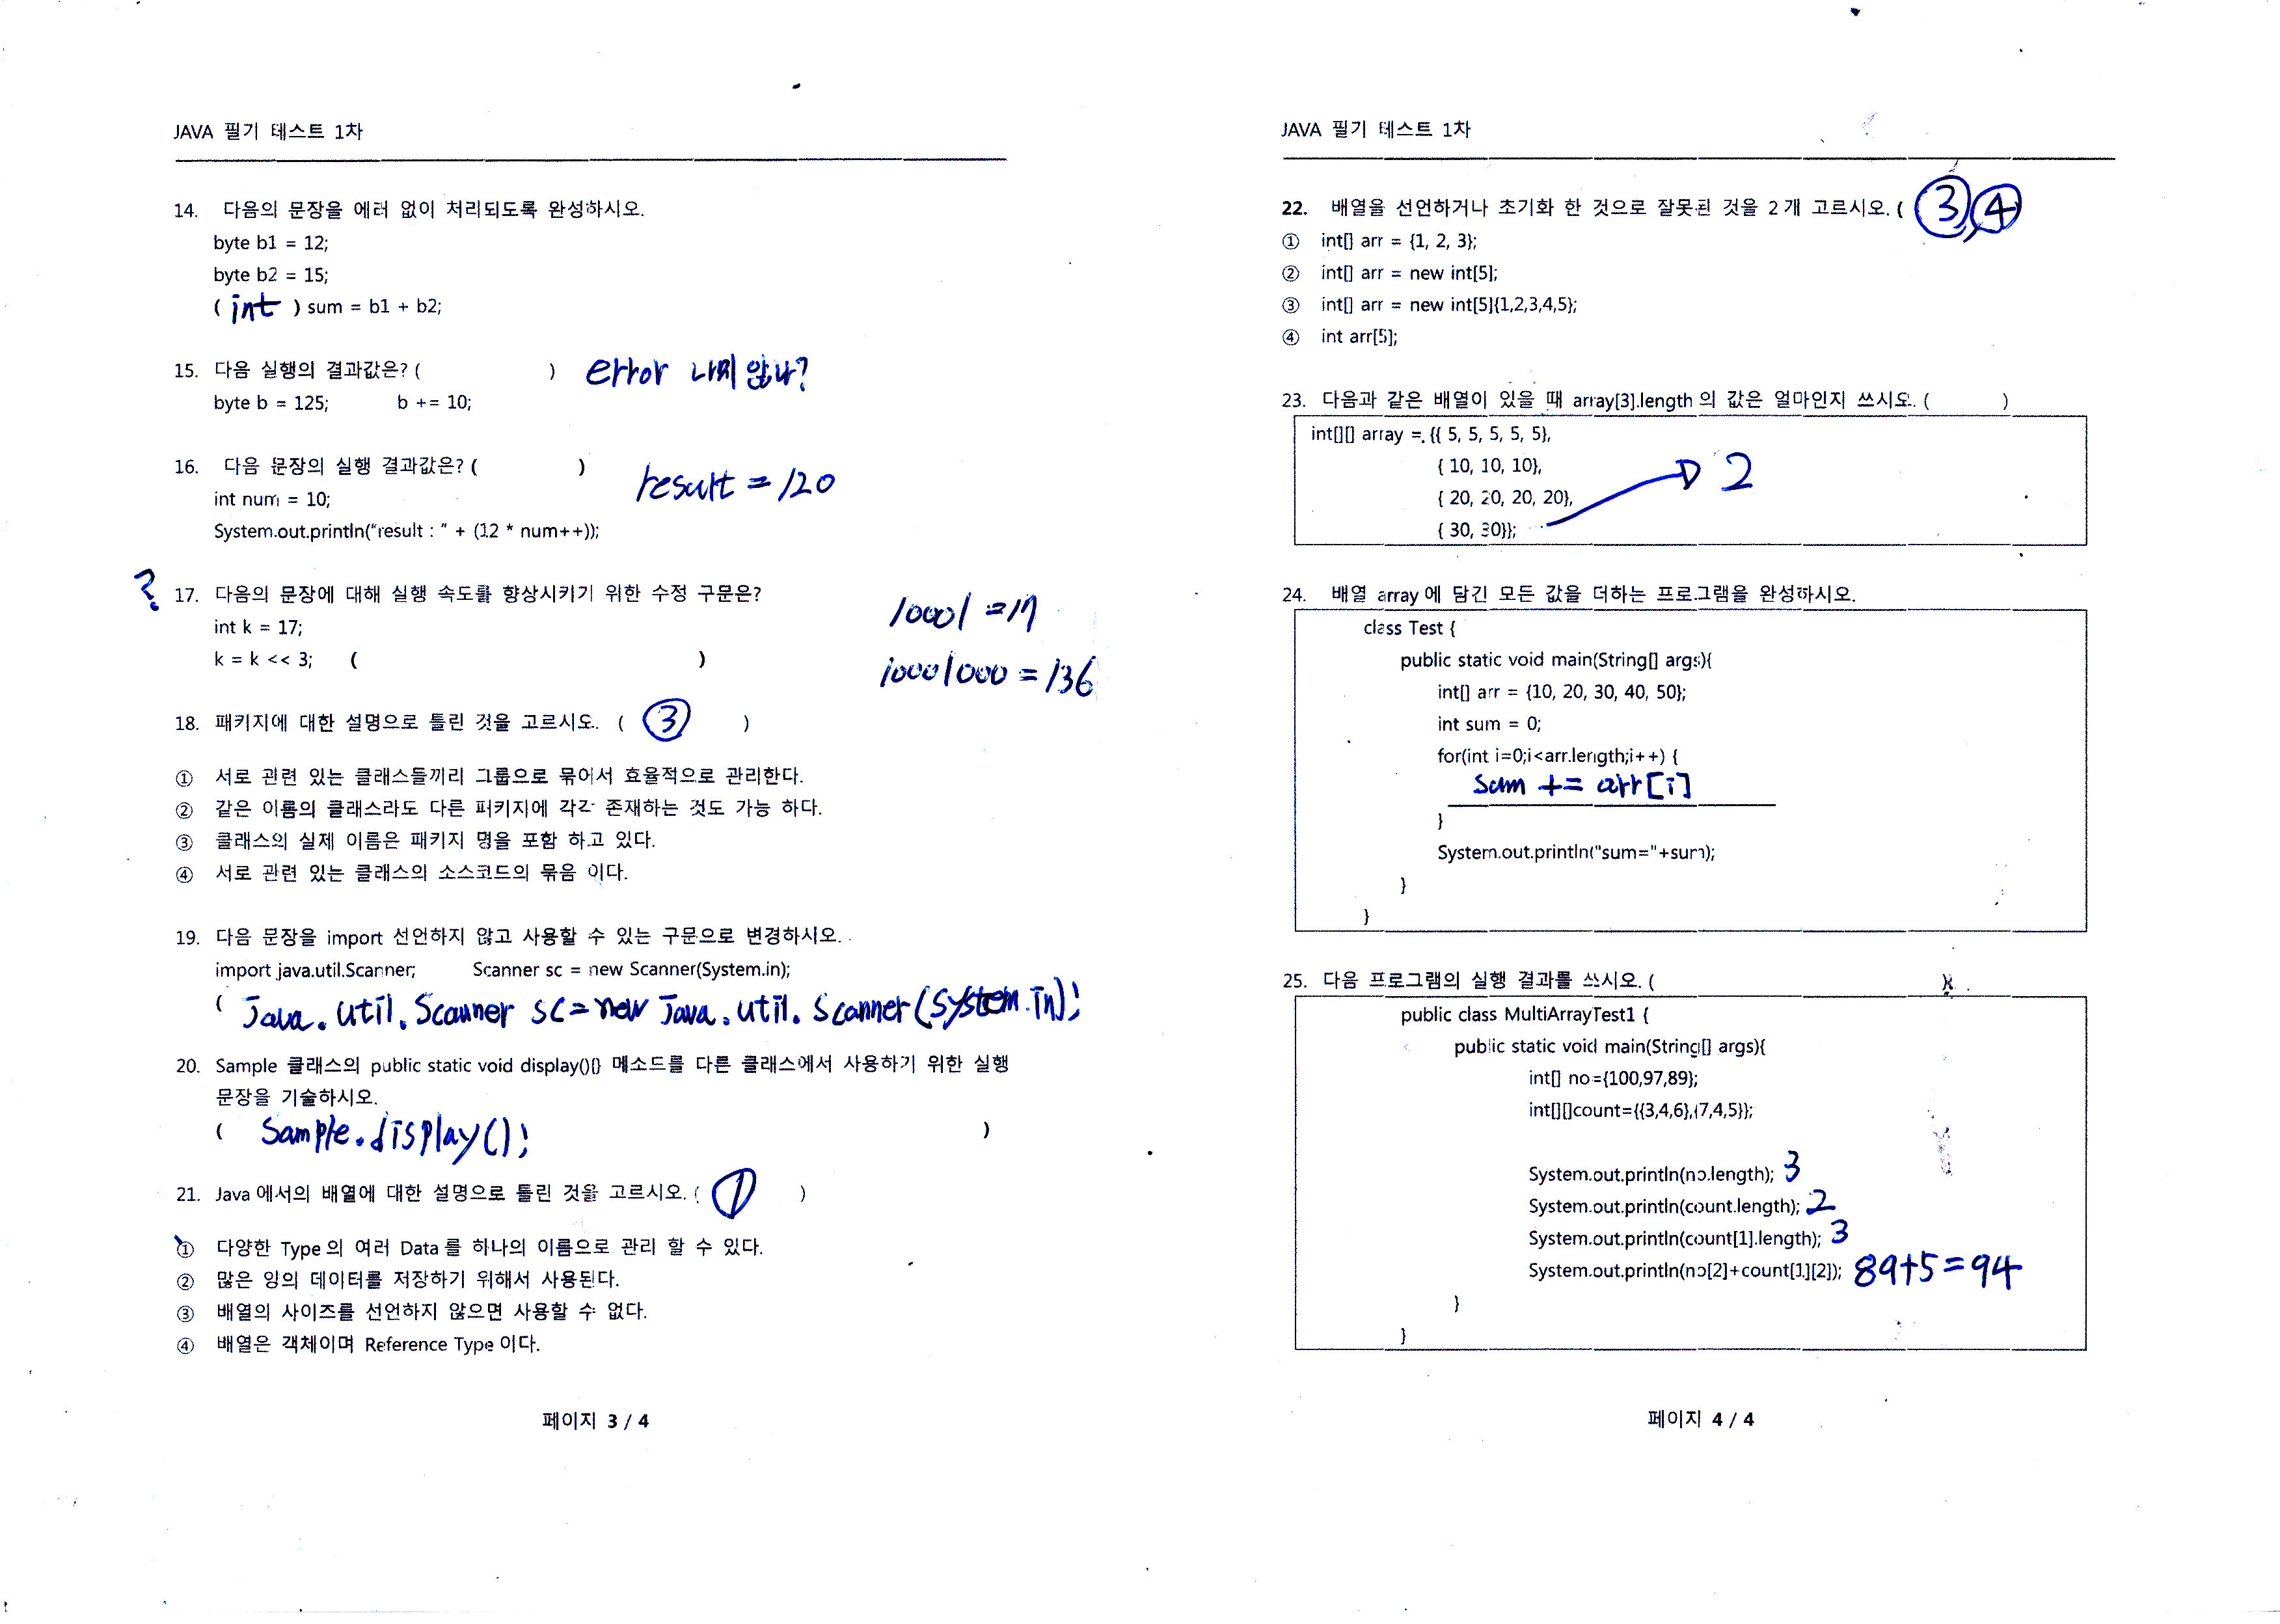 JAVA 필기 테스트 1차
14. 다음의 문장을 에러 없이 처리되도록 완성하시오.
byte b1 = 12;
byte b2 = 15;
( int ) sum = b1 + b2;
15. 다음 실행의 결과값은? ( ) error 나지 않나?
byte b = 125; b += 10;
16. 다음 문장의 실행 결과값은? ( ) result = 120
int num = 10;
System.out.println("result : " + (12 * num++));
? 17. 다음의 문장에 대해 실행 속도를 향상시키기 위한 수정 구문은?
10001 = 17
int k = 17;
k = k << 3; ( )
10001000 = 136
18. 패키지에 대한 설명으로 틀린 것을 고르시오. ( ③ )
① 서로 관련 있는 클래스들끼리 그룹으로 묶어서 효율적으로 관리한다.
② 같은 이름의 클래스라도 다른 패키지에 각각 존재하는 것도 가능 하다.
③ 클래스의 실제 이름은 패키지 명을 포함 하고 있다.
④ 서로 관련 있는 클래스의 소스코드의 묶음 이다.
19. 다음 문장을 import 선언하지 않고 사용할 수 있는 구문으로 변경하시오.
import java.util.Scanner; Scanner sc = new Scanner(System.in);
( Java.util.Scanner sc = new Java.util.Scanner(System.in);
20. Sample 클래스의 public static void display(){} 메소드를 다른 클래스에서 사용하기 위한 실행
문장을 기술하시오.
( Sample.display(); )
21. Java 에서의 배열에 대한 설명으로 틀린 것을 고르시오. ( ① )
① 다양한 Type 의 여러 Data 를 하나의 이름으로 관리 할 수 있다.
② 많은 양의 데이터를 저장하기 위해서 사용된다.
③ 배열의 사이즈를 선언하지 않으면 사용할 수 없다.
④ 배열은 객체이며 Reference Type 이다.
페이지 3 / 4
JAVA 필기 테스트 1차
22. 배열을 선언하거나 초기화 한 것으로 잘못된 것을 2 개 고르시오. ( ③, ④
① int[] arr = {1, 2, 3};
② int[] arr = new int[5];
③ int[] arr = new int[5]{1,2,3,4,5};
④ int arr[5];
23. 다음과 같은 배열이 있을 때 array[3].length 의 값은 얼마인지 쓰시오. ( )
int[][] array = {{ 5, 5, 5, 5, 5},
{ 10, 10, 10},
{ 20, 20, 20, 20},
{ 30, 30}}; → 2
24. 배열 array 에 담긴 모든 값을 더하는 프로그램을 완성하시오.
class Test {
public static void main(String[] args){
int[] arr = {10, 20, 30, 40, 50};
int sum = 0;
for(int i=0;i<arr.length;i++) {
sum += arr[i]
}
System.out.println("sum="+sum);
}
}
25. 다음 프로그램의 실행 결과를 쓰시오. ( ).
public class MultiArrayTest1 {
public static void main(String[] args){
int[] no={100,97,89};
int[][]count={{3,4,6},{7,4,5}};
System.out.println(no.length); 3
System.out.println(count.length); 2
System.out.println(count[1].length); 3
System.out.println(no[2]+count[1][2]); 89+5=94
}
}
페이지 4 / 4